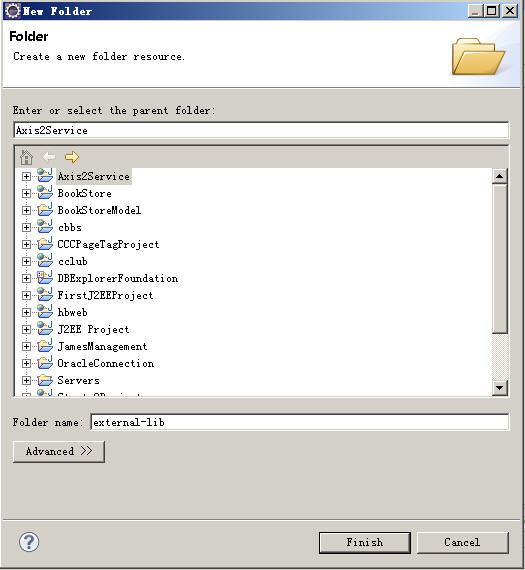 New Folder
Folder
Create a new folder resource.
Enter or select the parent folder:
Axis2Service
Axis2Service
BookStore
BookStoreModel
cbbs
CCCPageTagProject
cclub
DBExplorerFoundation
FirstJ2EEProject
hbweb
J2EE Project
JamesManagement
OracleConnection
Servers
Folder name: external-lib
Advanced >>
Finish
Cancel